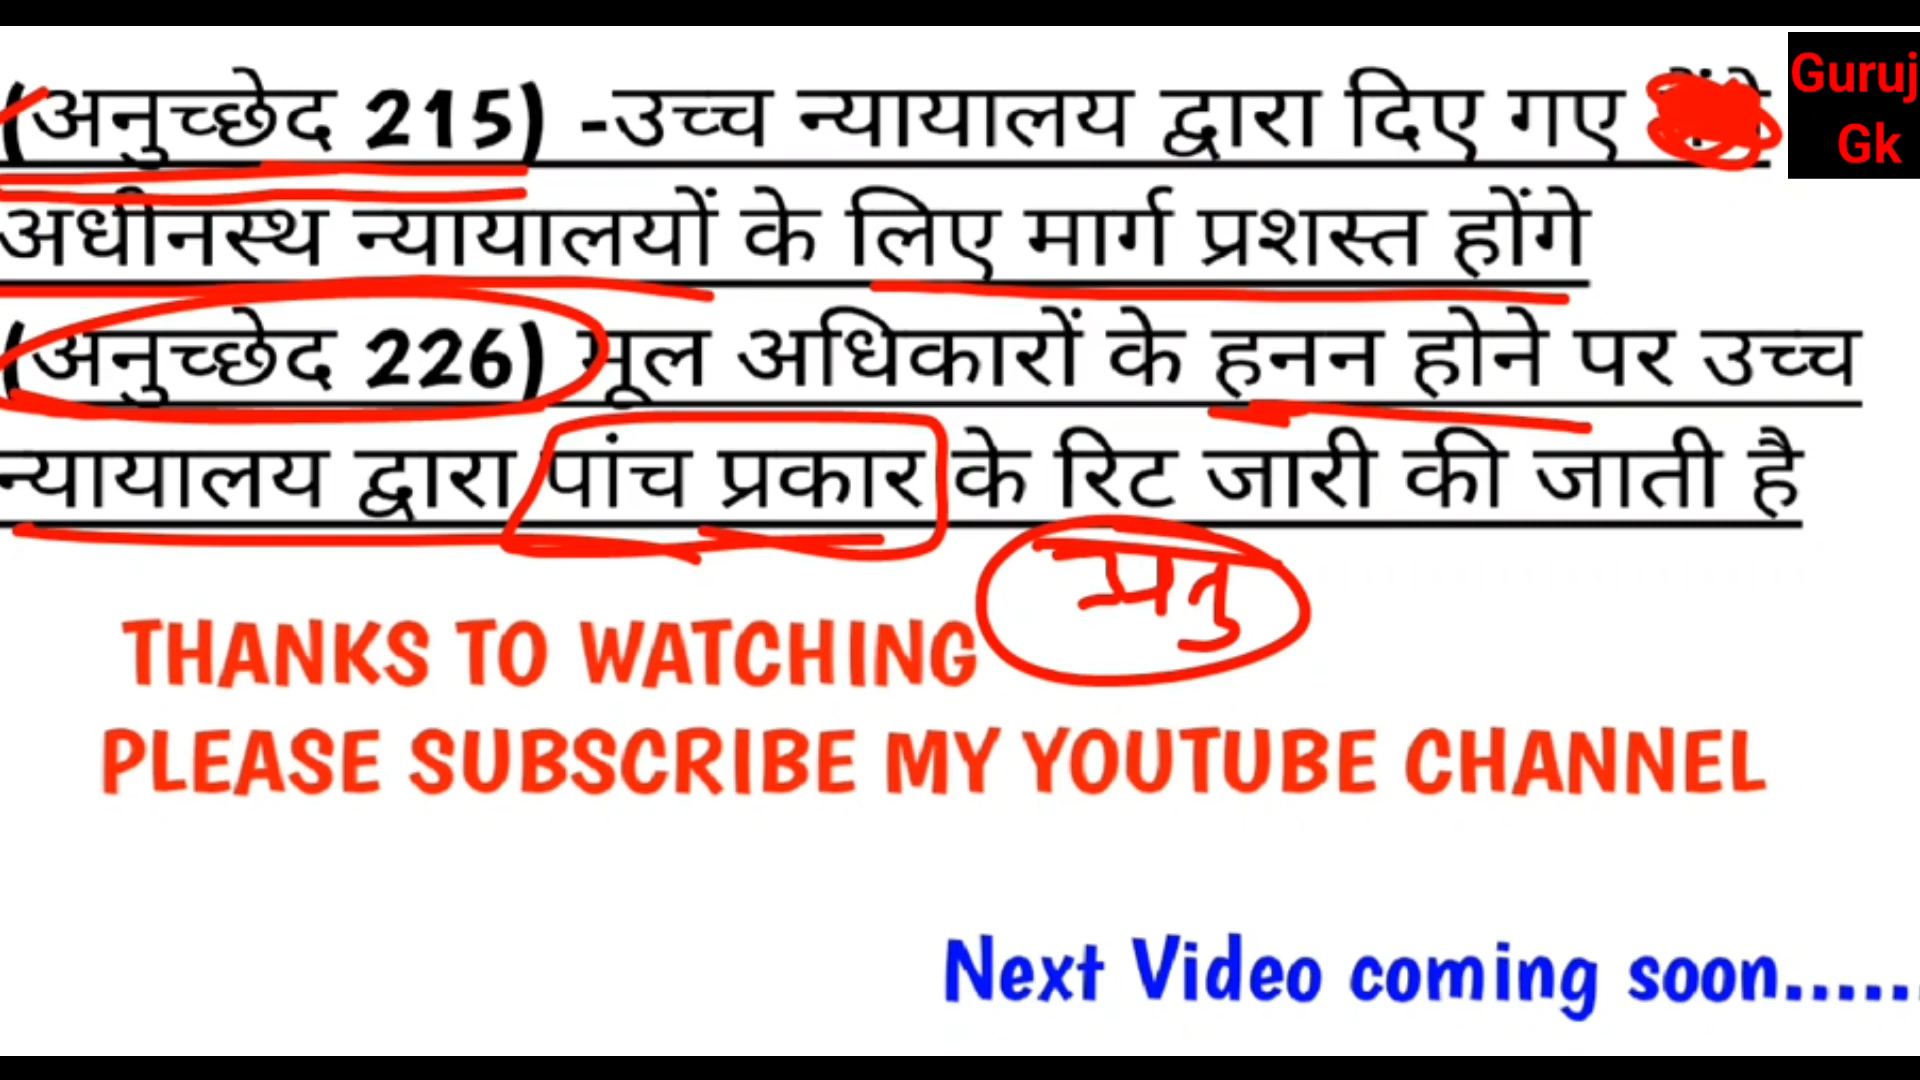 (अनुच्छेद 215) -उच्च न्यायालय द्वारा दिए गए
अधीनस्थ न्यायालयों के लिए मार्ग प्रशस्त होंगे
(अनुच्छेद 226) मूल अधिकारों के हनन होने पर उच्च
न्यायालय द्वारा पांच प्रकार के रिट जारी की जाती है
THANKS TO WATCHING
PLEASE SUBSCRIBE MY YOUTUBE CHANNEL
Next Video coming soon......
Guruj
Gk